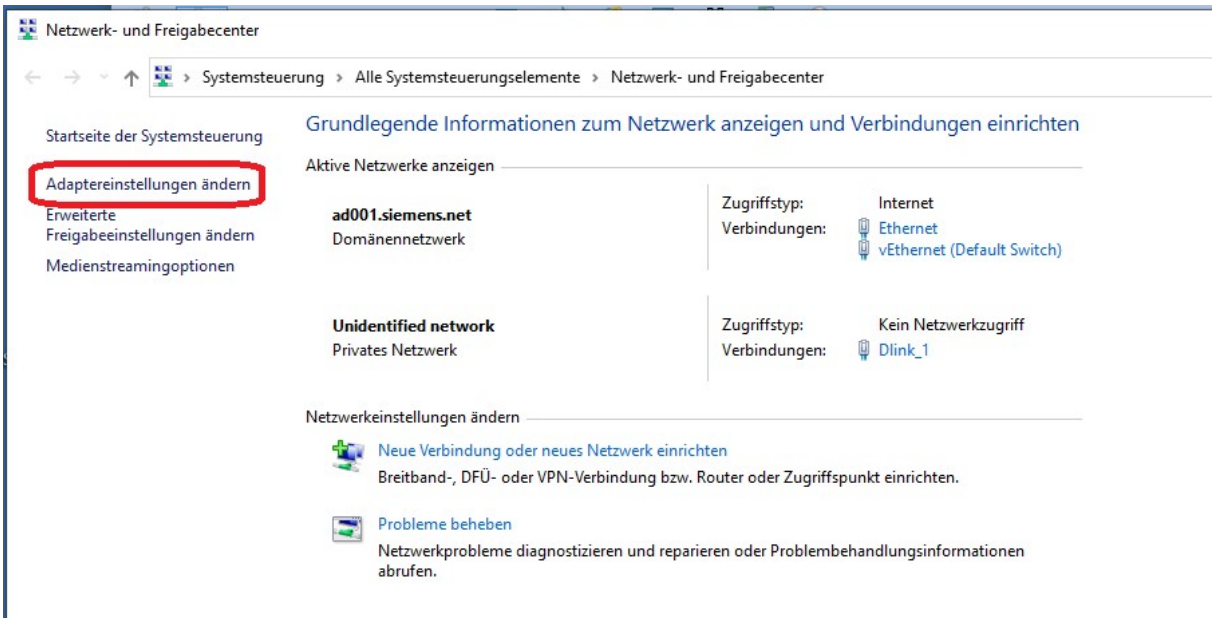 Netzwerk- und Freigabecenter
Systemsteuerung > Alle Systemsteuerungselemente > Netzwerk- und Freigabecenter
Startseite der Systemsteuerung
Adaptereinstellungen ändern
Erweiterte
Freigabeeinstellungen ändern
Medienstreamingoptionen
Grundlegende Informationen zum Netzwerk anzeigen und Verbindungen einrichten
Aktive Netzwerke anzeigen
ad001.siemens.net
Domänennetzwerk
Zugriffstyp: Internet
Verbindungen: Ethernet
vEthernet (Default Switch)
Unidentified network
Privates Netzwerk
Zugriffstyp: Kein Netzwerkzugriff
Verbindungen: Dlink_1
Netzwerkeinstellungen ändern
Neue Verbindung oder neues Netzwerk einrichten
Breitband-, DFÜ- oder VPN-Verbindung bzw. Router oder Zugriffspunkt einrichten.
Probleme beheben
Netzwerkprobleme diagnostizieren und reparieren oder Problembehandlungsinformationen
abrufen.